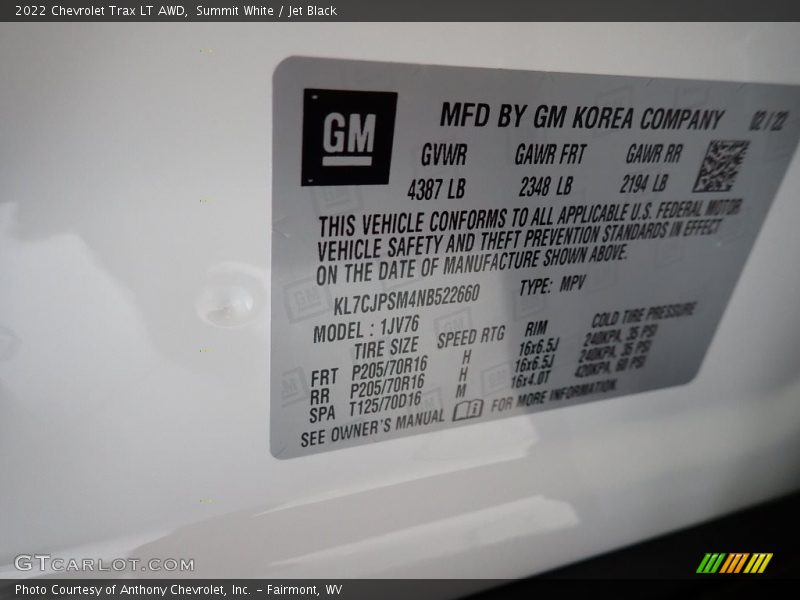 2022 Chevrolet Trax LT AWD,  Summit White / Jet Black
GM
MFD BY GM KOREA COMPANY 02/22
GVWR GAWR FRT GAWR RR
4387 LB 2348 LB 2194 LB
THIS VEHICLE CONFORMS TO ALL APPLICABLE U.S. FEDERAL MOTOR
VEHICLE SAFETY AND THEFT PREVENTION STANDARDS IN EFFECT
ON THE DATE OF MANUFACTURE SHOWN ABOVE.
KL7CJPSM4NB522660 TYPE: MPV
MODEL : 1JV76
TIRE SIZE SPEED RTG RIM COLD TIRE PRESSURE
FRT P205/70R16 H 16x6.5J 240KPA, 35 PSI
RR P205/70R16 H 16x6.5J 240KPA, 35 PSI
SPA T125/70D16 M 16x4.0T 420KPA, 60 PSI
SEE OWNER'S MANUAL FOR MORE INFORMATION.
GTCARLOT.COM
Photo Courtesy of Anthony Chevrolet, Inc. – Fairmont, WV